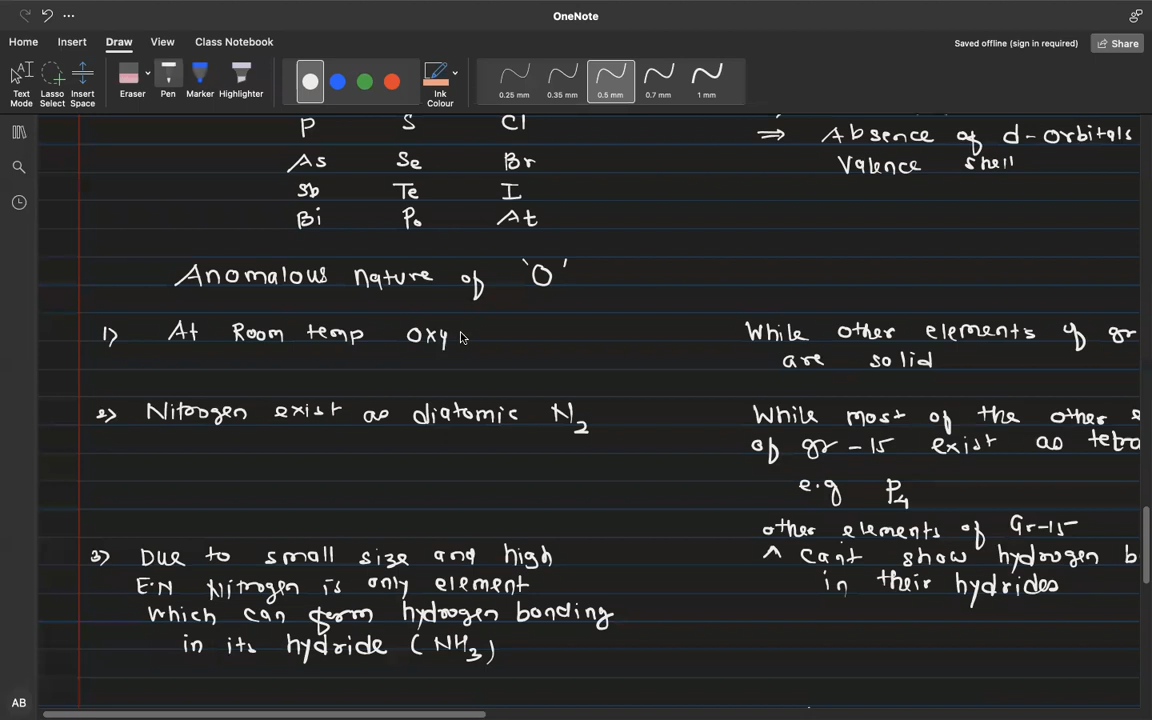 OneNote
Home Insert Draw View Class Notebook
Saved offline (sign in required) Share
Text Mode
Lasso Select
Insert Space
Eraser
Pen
Marker
Highlighter
Ink Colour
0.25 mm 0.35 mm 0.5 mm 0.7 mm 1 mm
P S Cl
As Se Br
Sb Te I
Bi Po At
⇒ Absence of d-orbitals
Valence shell
Anomalous nature of 'O'
1) At Room temp Oxy
While other elements of gr
are solid
2) Nitrogen exist as diatomic N2
While most of the other
of gr-15 exist as tetra
e.g P4
3) Due to small size and high
E.N Nitrogen is only element
which can form hydrogen bonding
in its hydride (NH3)
other elements of Gr-15
^ can't show hydrogen b
in their hydrides
AB